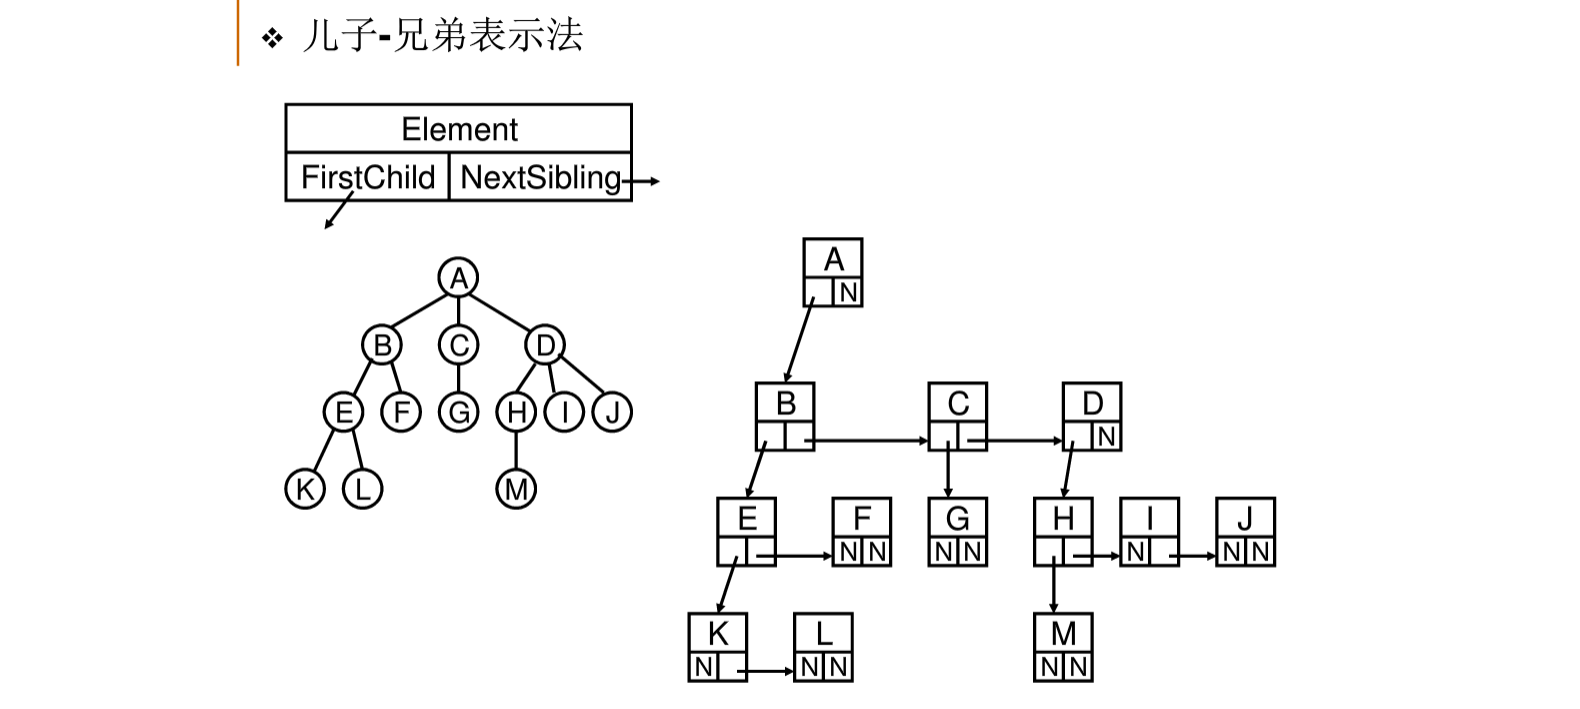 ❖ 儿子-兄弟表示法
Element
FirstChild NextSibling
A
B C D
E F G H I J
K L M
A
N
B C D
N
E F G H I J
N N N N N N N
K L M
N N N N N